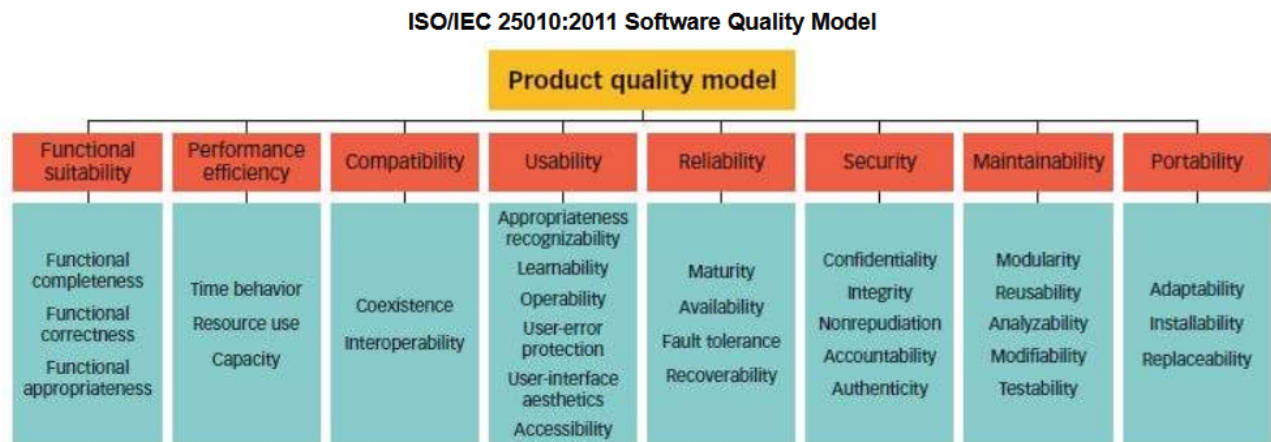 ISO/IEC 25010:2011 Software Quality Model
Product quality model
Functional
suitability
Performance
efficiency
Compatibility
Usability
Reliability
Security
Maintainability
Portability
Functional
completeness
Functional
correctness
Functional
appropriateness
Time behavior
Resource use
Capacity
Coexistence
Interoperability
Appropriateness
recognizability
Learnability
Operability
User-error
protection
User-interface
aesthetics
Accessibility
Maturity
Availability
Fault tolerance
Recoverability
Confidentiality
Integrity
Nonrepudiation
Accountability
Authenticity
Modularity
Reusability
Analyzability
Modifiability
Testability
Adaptability
Installability
Replaceability